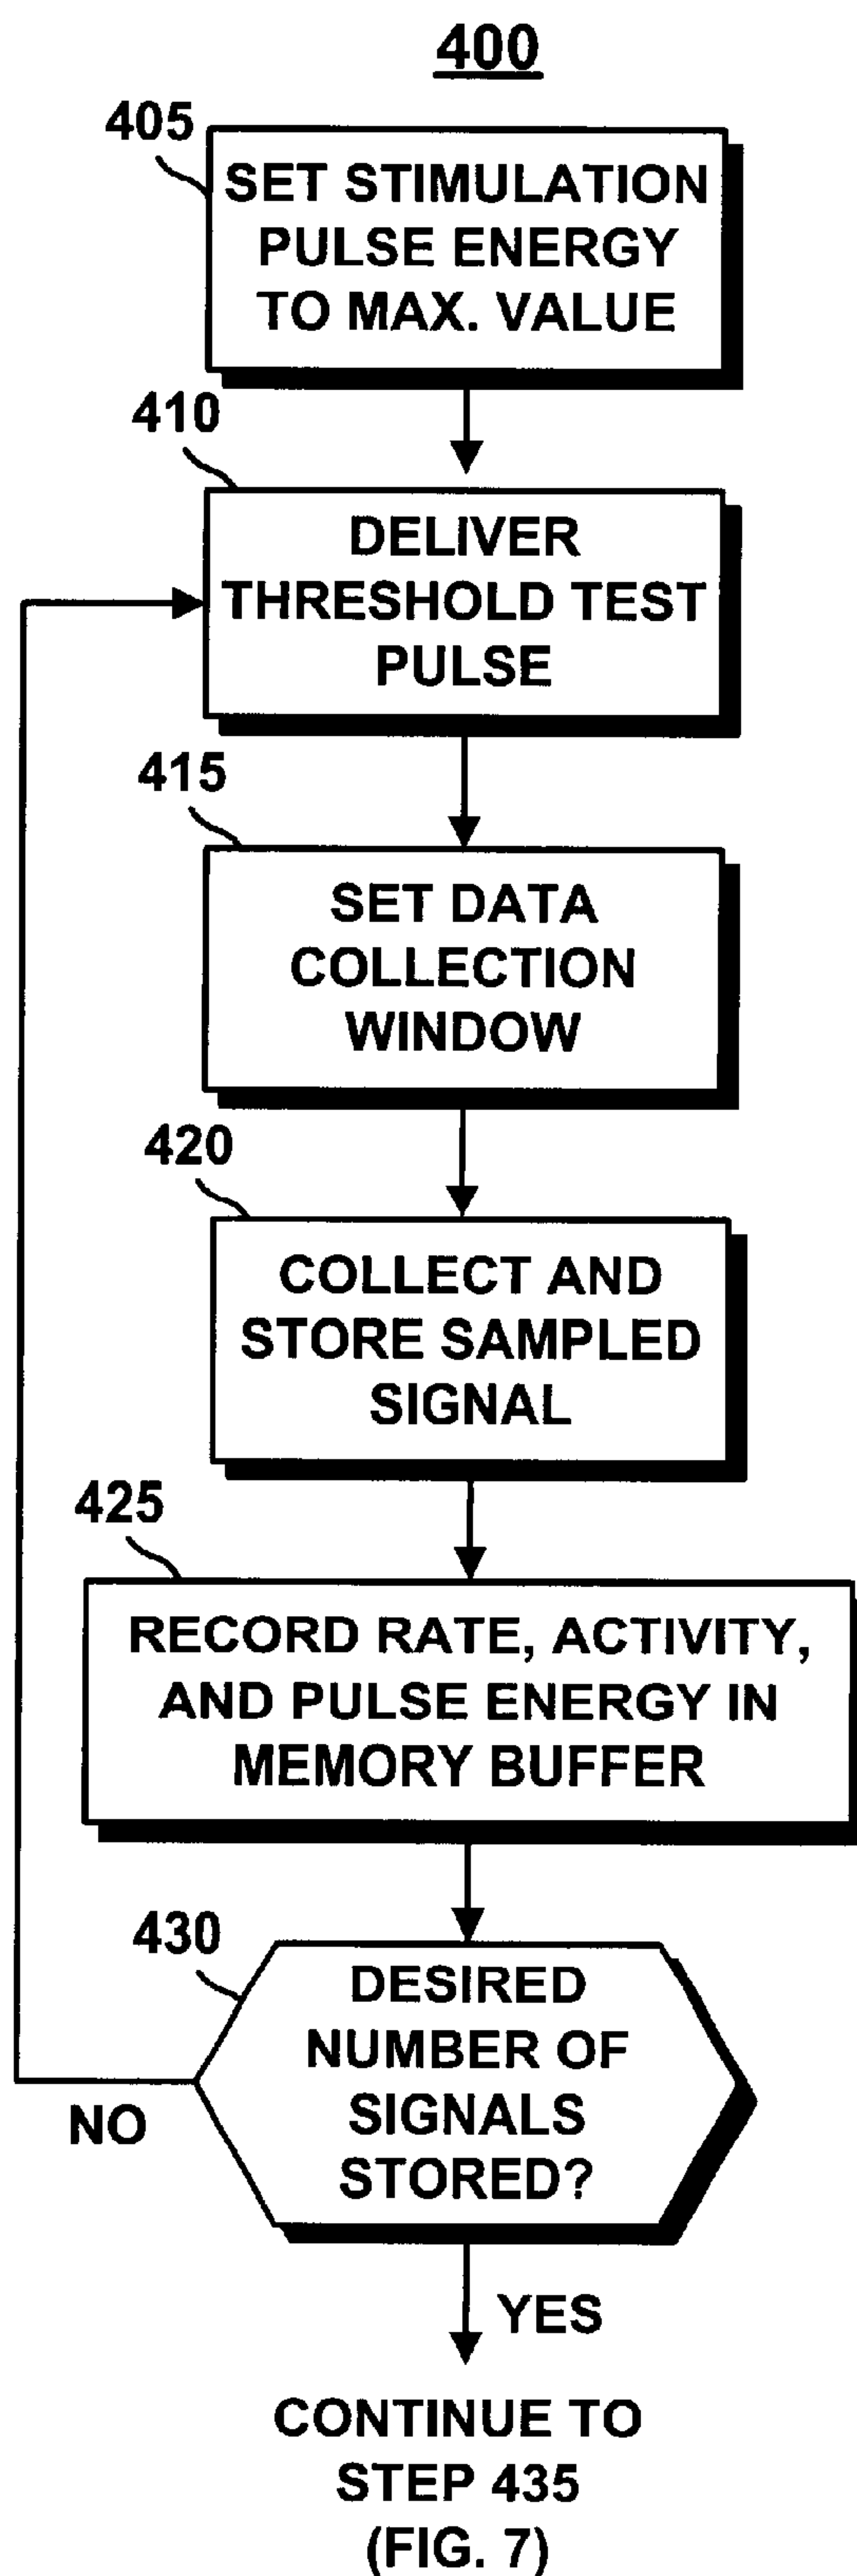 400
405
SET STIMULATION
PULSE ENERGY
TO MAX. VALUE
410
DELIVER
THRESHOLD TEST
PULSE
415
SET DATA
COLLECTION
WINDOW
420
COLLECT AND
STORE SAMPLED
SIGNAL
425
RECORD RATE, ACTIVITY,
AND PULSE ENERGY IN
MEMORY BUFFER
430
DESIRED
NUMBER OF
SIGNALS
STORED?
NO
YES
CONTINUE TO
STEP 435
(FIG. 7)